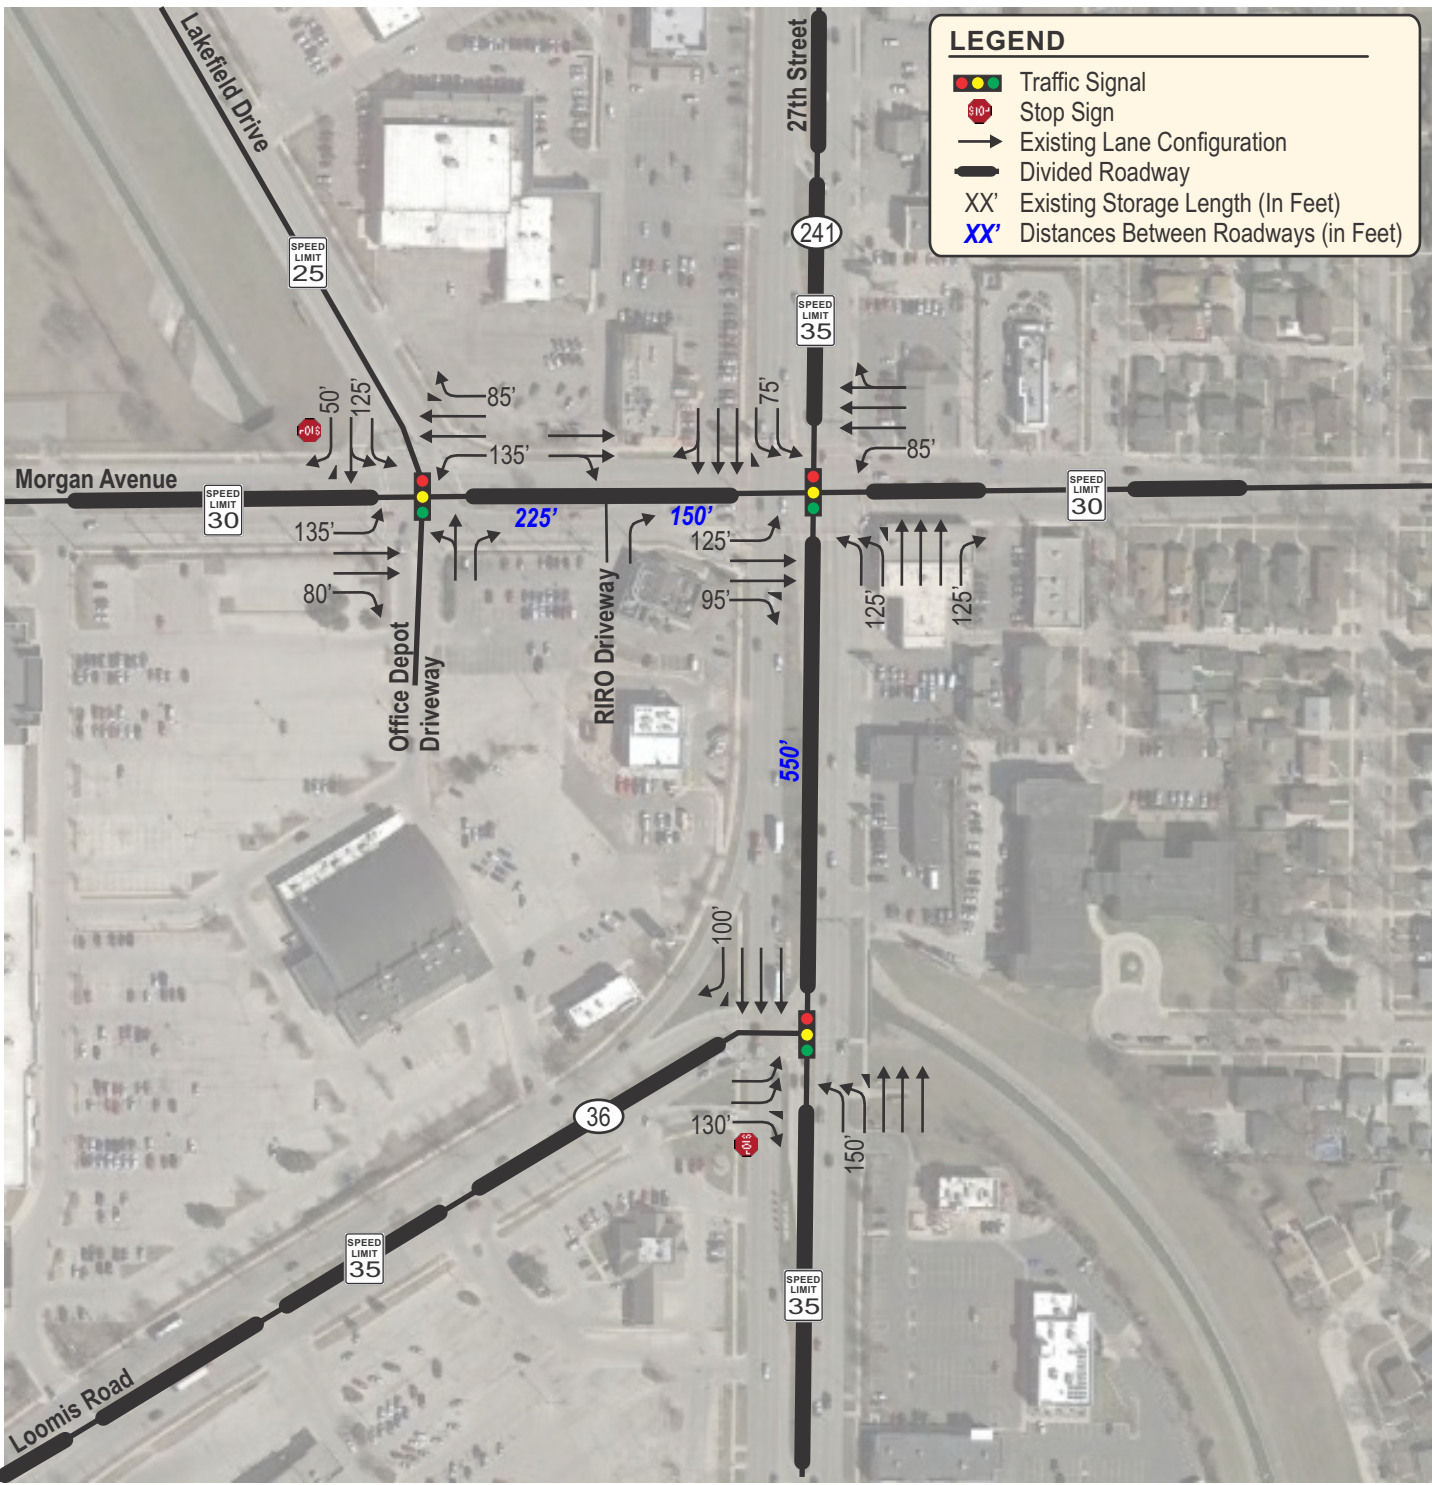 LEGEND
Traffic Signal
STOP
Stop Sign
Existing Lane Configuration
Divided Roadway
XX' Existing Storage Length (In Feet)
XX' Distances Between Roadways (in Feet)
Lakefield Drive
27th Street
241
SPEED
LIMIT
25
SPEED
LIMIT
35
50'
125'
85'
75'
STOP
135'
85'
Morgan Avenue
SPEED
LIMIT
30
SPEED
LIMIT
30
225'
150'
135'
125'
80'
95'
125'
125'
Office Depot
Driveway
RIRO Driveway
550'
100'
36
130'
STOP
150'
SPEED
LIMIT
35
SPEED
LIMIT
35
Loomis Road